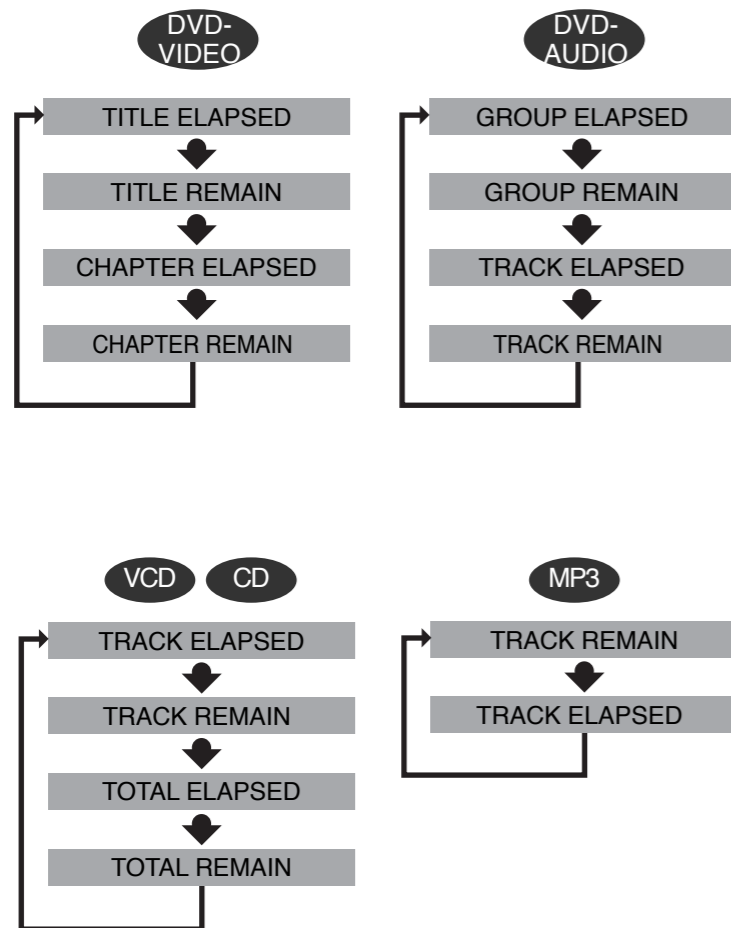 DVD-
VIDEO
TITLE ELAPSED
TITLE REMAIN
CHAPTER ELAPSED
CHAPTER REMAIN
DVD-
AUDIO
GROUP ELAPSED
GROUP REMAIN
TRACK ELAPSED
TRACK REMAIN
VCD CD
TRACK ELAPSED
TRACK REMAIN
TOTAL ELAPSED
TOTAL REMAIN
MP3
TRACK REMAIN
TRACK ELAPSED